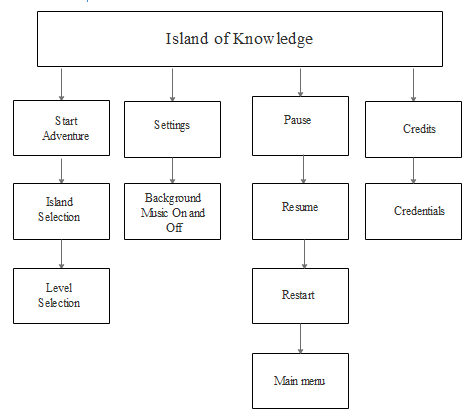 Island of Knowledge
Start
Adventure
Settings
Pause
Credits
Island
Selection
Background
Music On and
Off
Resume
Credentials
Level
Selection
Restart
Main menu